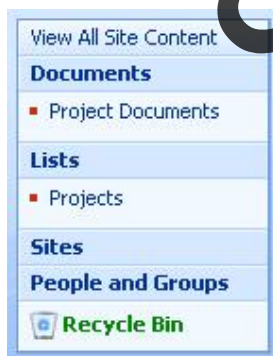 View All Site Content
Documents
Project Documents
Lists
Projects
Sites
People and Groups
Recycle Bin